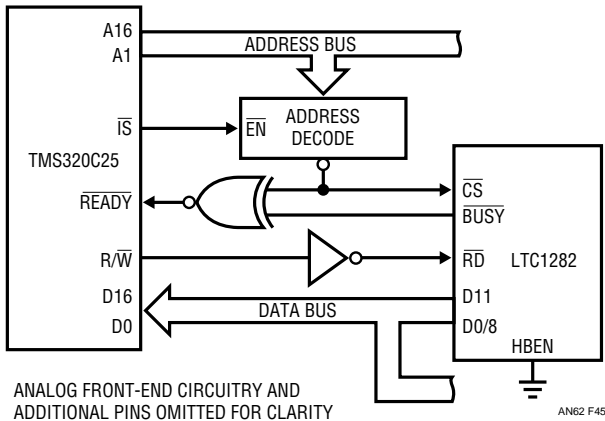 A16
A1
ADDRESS BUS
IS
EN
ADDRESS
DECODE
TMS320C25
READY
CS
BUSY
R/W
RD
LTC1282
D16
D0
DATA BUS
D11
D0/8
HBEN
ANALOG FRONT-END CIRCUITRY AND
ADDITIONAL PINS OMITTED FOR CLARITY
AN62 F45